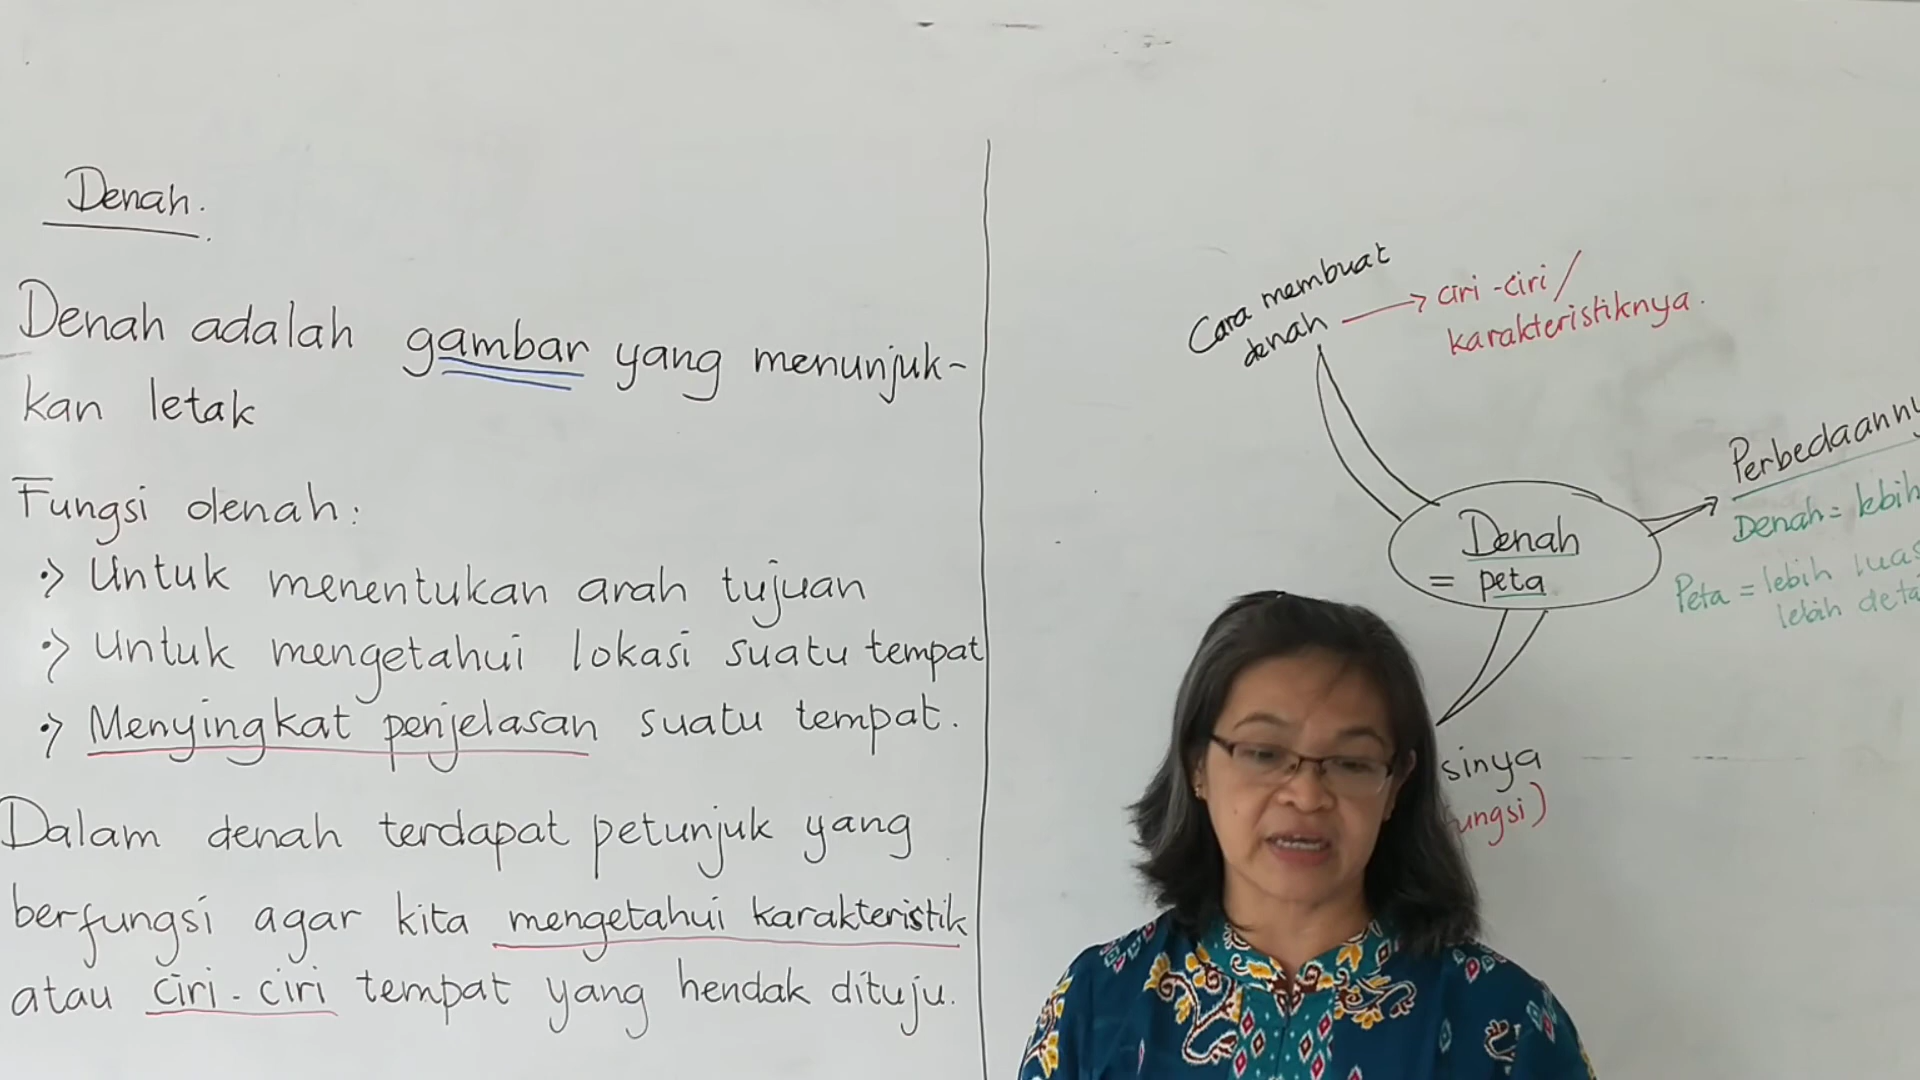 Denah.
Denah adalah gambar yang menunjuk-
kan letak
Fungsi denah:
Untuk menentukan arah tujuan
Untuk mengetahui lokasi suatu tempat
Menyingkat penjelasan suatu tempat.
Dalam denah terdapat petunjuk yang
berfungsi agar kita mengetahui karakteristik
atau ciri-ciri tempat yang hendak dituju.
Cara membuat
denah → ciri-ciri/
karakteristiknya.
Denah
= peta
Perbedaanny
Denah = lebih
Peta = lebih luas
lebih deta
sinya
ungsi)